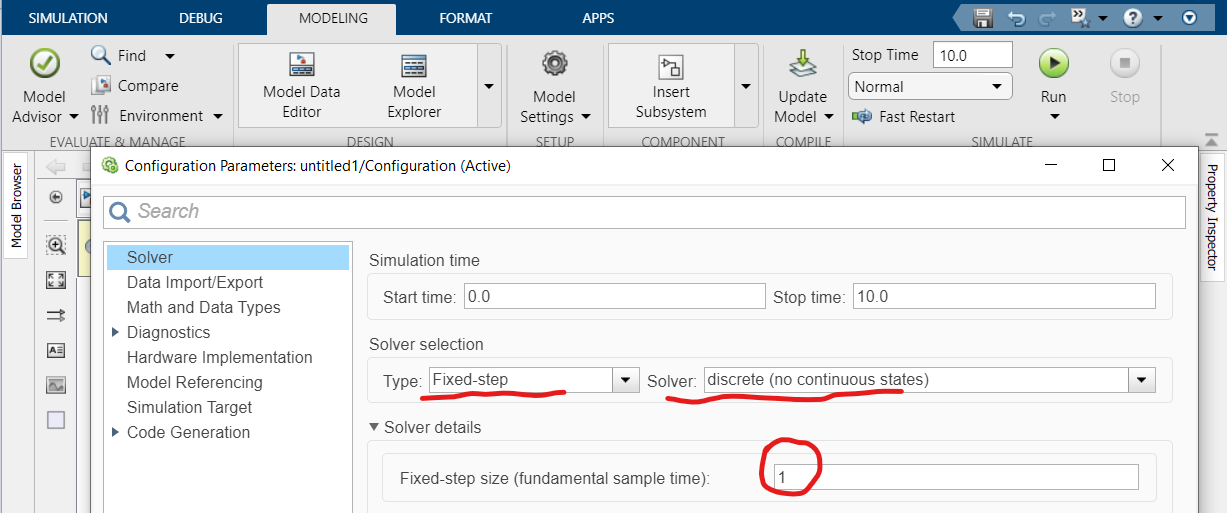 SIMULATION DEBUG MODELING FORMAT APPS
Find
Compare
Environment
Model Advisor
EVALUATE & MANAGE
Model Data Editor
Model Explorer
DESIGN
Model Settings
SETUP
Insert Subsystem
COMPONENT
Update Model
COMPILE
Stop Time 10.0
Normal
Fast Restart
Run
Stop
SIMULATE
Model Browser
Property Inspector
Configuration Parameters: untitled1/Configuration (Active)
Search
Solver
Data Import/Export
Math and Data Types
Diagnostics
Hardware Implementation
Model Referencing
Simulation Target
Code Generation
Simulation time
Start time: 0.0 Stop time: 10.0
Solver selection
Type: Fixed-step Solver: discrete (no continuous states)
Solver details
Fixed-step size (fundamental sample time): 1